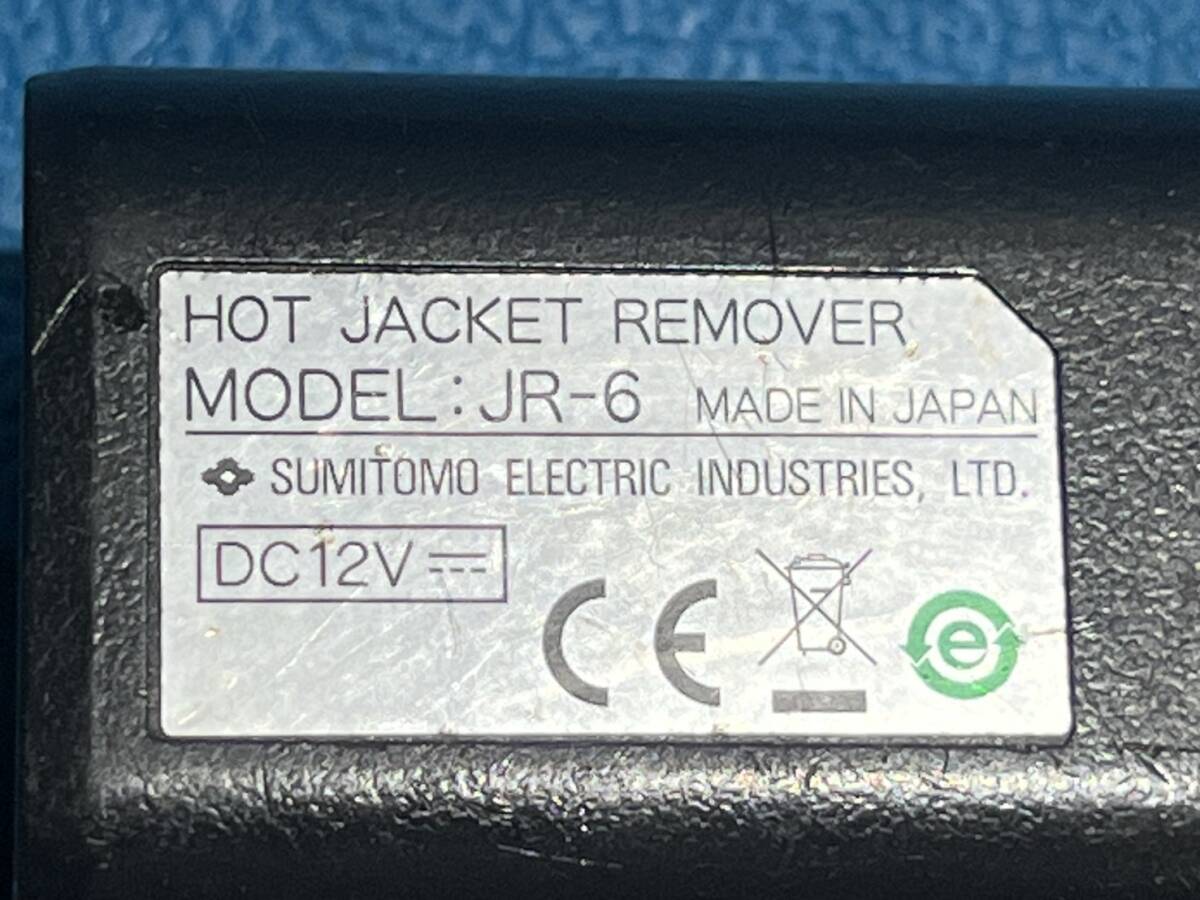 HOT JACKET REMOVER
MODEL: JR-6 MADE IN JAPAN
SUMITOMO ELECTRIC INDUSTRIES, LTD.
DC12V
CE
e